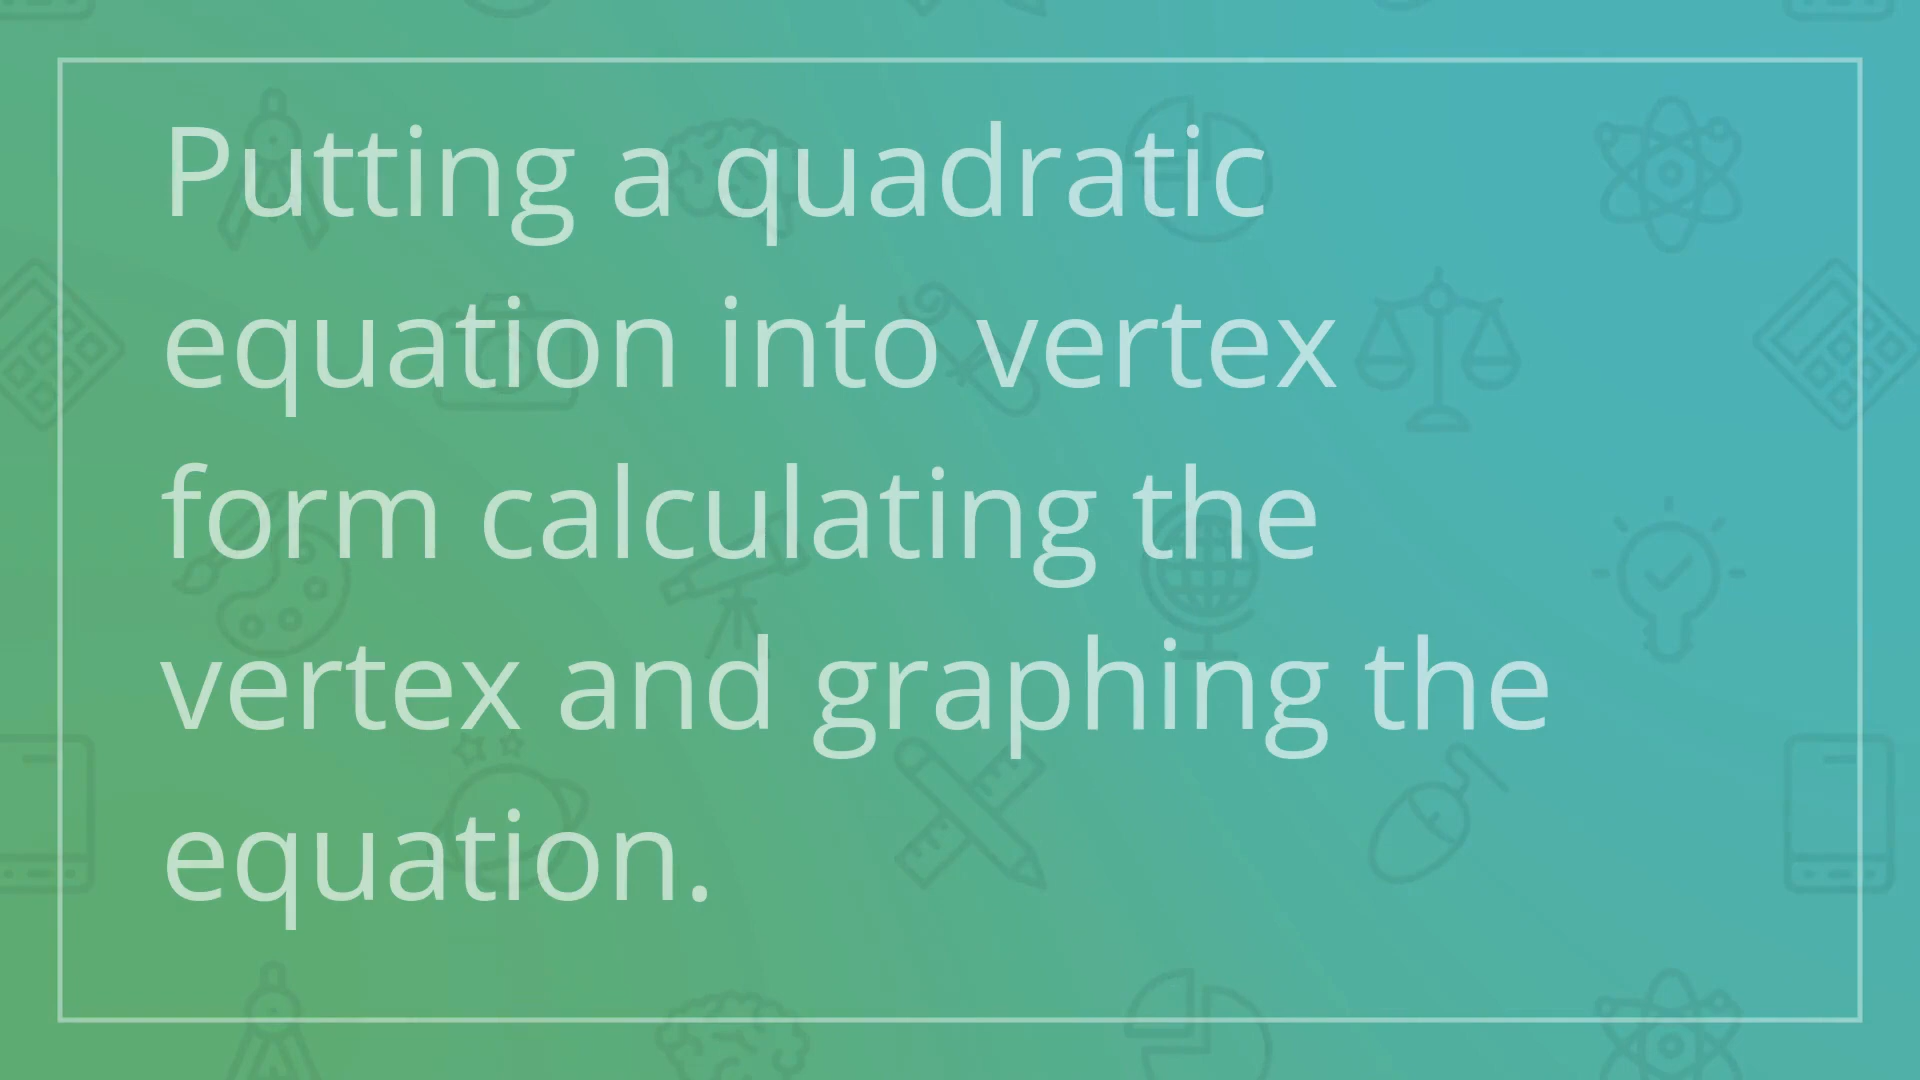 Putting a quadratic
equation into vertex
form calculating the
vertex and graphing the
equation.